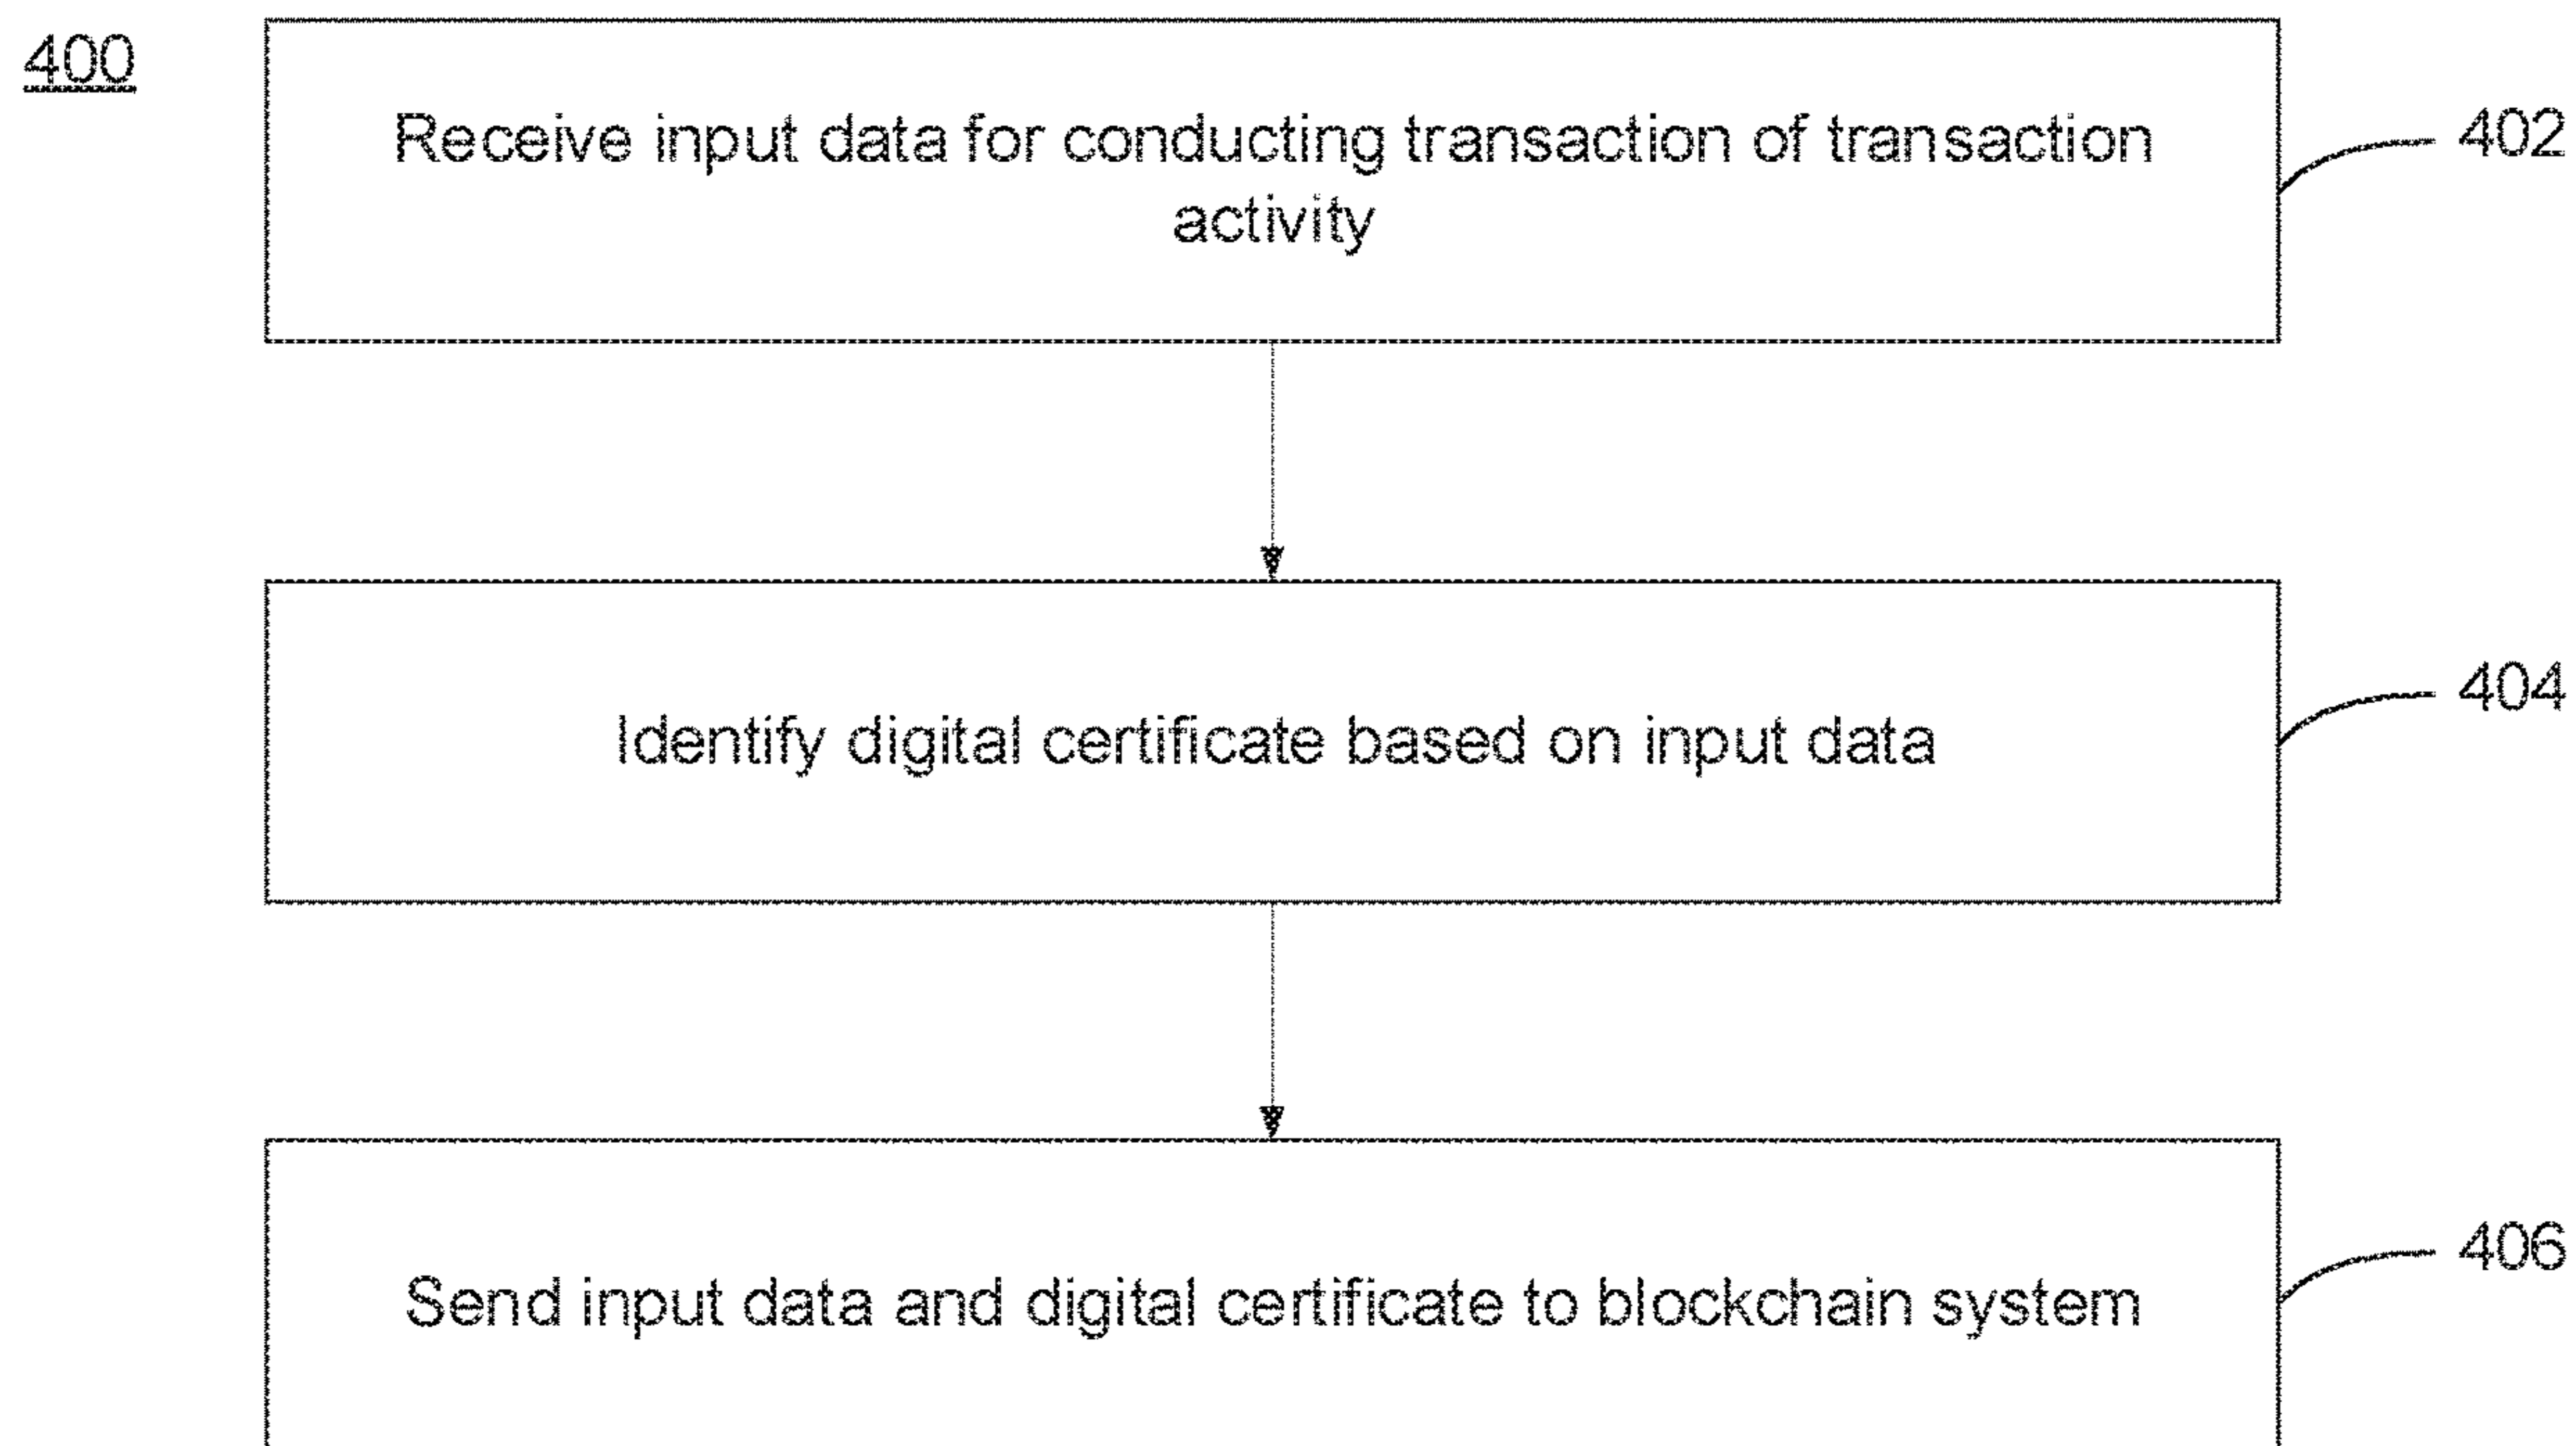 400
Receive input data for conducting transaction of transaction
activity
402
Identify digital certificate based on input data
404
Send input data and digital certificate to blockchain system
406